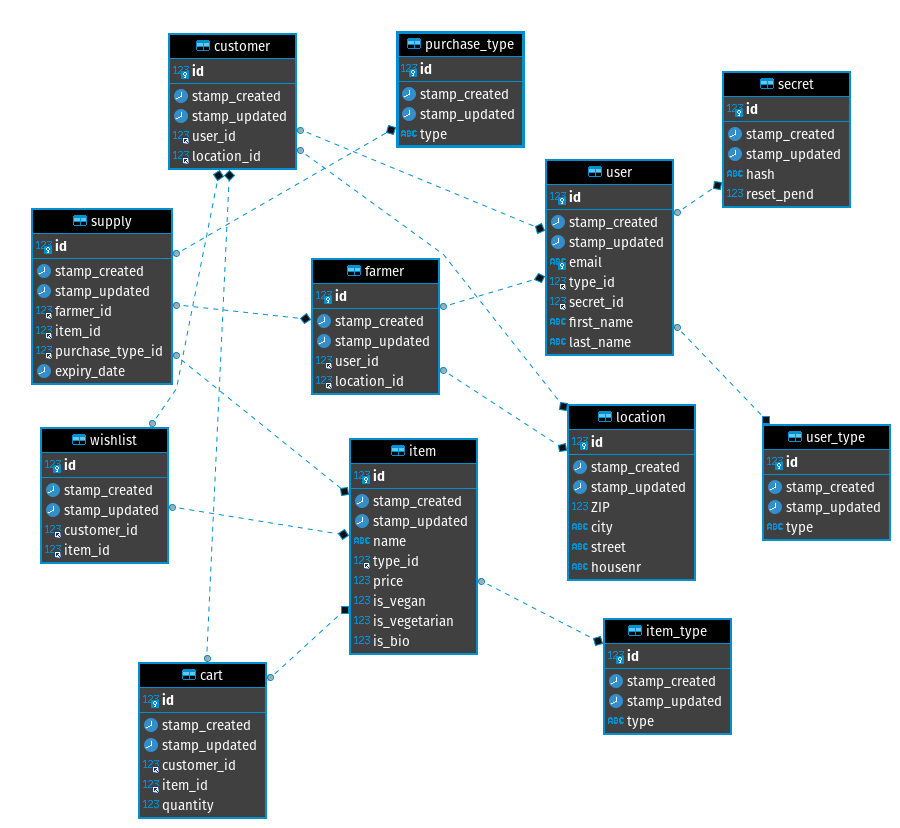 customer
123 id
stamp_created
stamp_updated
123 user_id
123 location_id
purchase_type
123 id
stamp_created
stamp_updated
ABC type
secret
123 id
stamp_created
stamp_updated
ABC hash
123 reset_pend
user
123 id
stamp_created
stamp_updated
ABC email
123 type_id
123 secret_id
ABC first_name
ABC last_name
supply
123 id
stamp_created
stamp_updated
123 farmer_id
123 item_id
123 purchase_type_id
expiry_date
farmer
123 id
stamp_created
stamp_updated
123 user_id
123 location_id
location
123 id
stamp_created
stamp_updated
123 ZIP
ABC city
ABC street
ABC housenr
user_type
123 id
stamp_created
stamp_updated
ABC type
wishlist
123 id
stamp_created
stamp_updated
123 customer_id
123 item_id
item
123 id
stamp_created
stamp_updated
ABC name
123 type_id
123 price
123 is_vegan
123 is_vegetarian
123 is_bio
item_type
123 id
stamp_created
stamp_updated
ABC type
cart
123 id
stamp_created
stamp_updated
123 customer_id
123 item_id
123 quantity